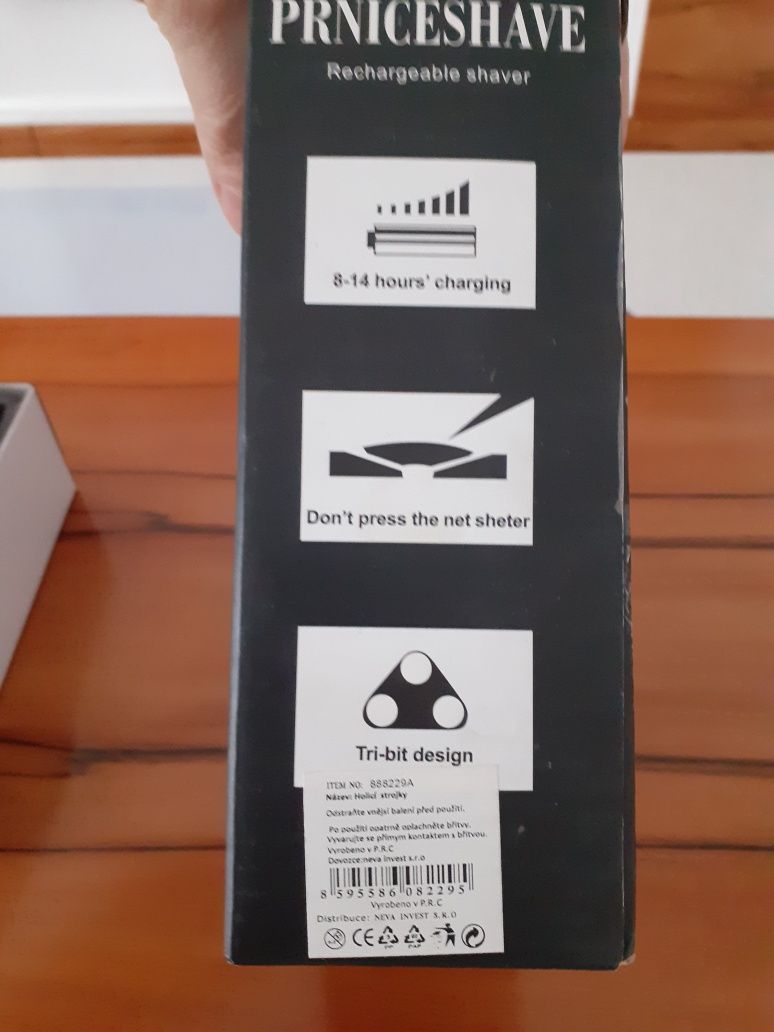 PRNICESHAVE
Rechargeable shaver
8-14 hours' charging
Don't press the net sheter
Tri-bit design
ITEM NO: 888229A
Název: Holicí strojky
Odstraňte vnější balení před použití.
Po použití opatrně oplachněte břitvy.
Vyvarujte se přímým kontaktem s břitvou.
Vyrobeno v P.R.C
Dovozce:neva invest s.r.o
8 595586 082295
Vyrobeno v P.R.C
Distribuce: NEVA INVEST S.R.O
CE